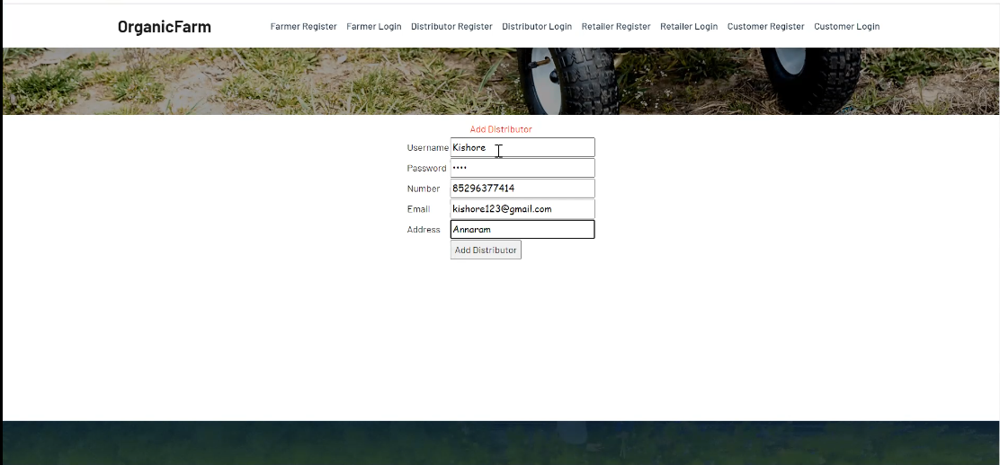 OrganicFarm Farmer Register Farmer Login Distributor Register Distributor Login Retailer Register Retailer Login Customer Register Customer Login
Add Distributor
Username Kishore
Password ••••
Number 85296377414
Email kishore123@gmail.com
Address Annaram
Add Distributor